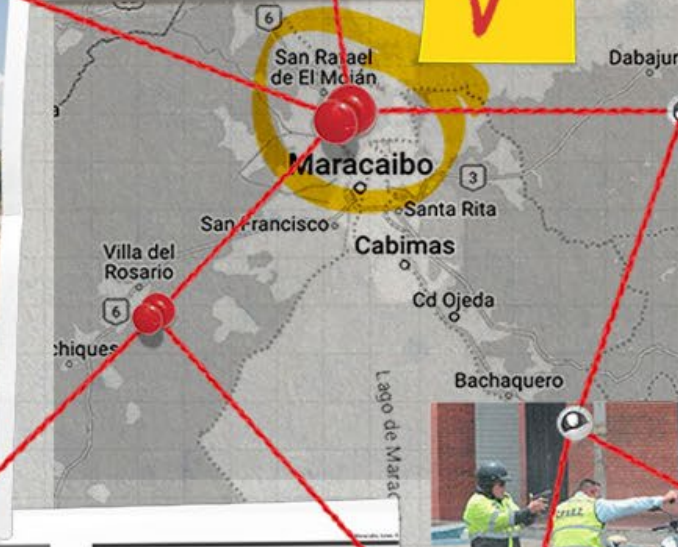 6
San Rafael
de El Moján
Dabajur
Maracaibo
3
Santa Rita
San Francisco
Cabimas
Villa del
Rosario
6
Cd Ojeda
chiques
Bachaquero
Lago de Marac